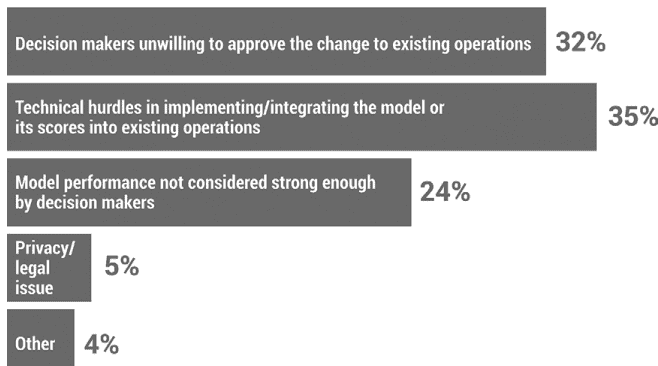 Decision makers unwilling to approve the change to existing operations 32%
Technical hurdles in implementing/integrating the model or
its scores into existing operations
35%
Model performance not considered strong enough
by decision makers
24%
Privacy/
legal
issue
5%
Other 4%